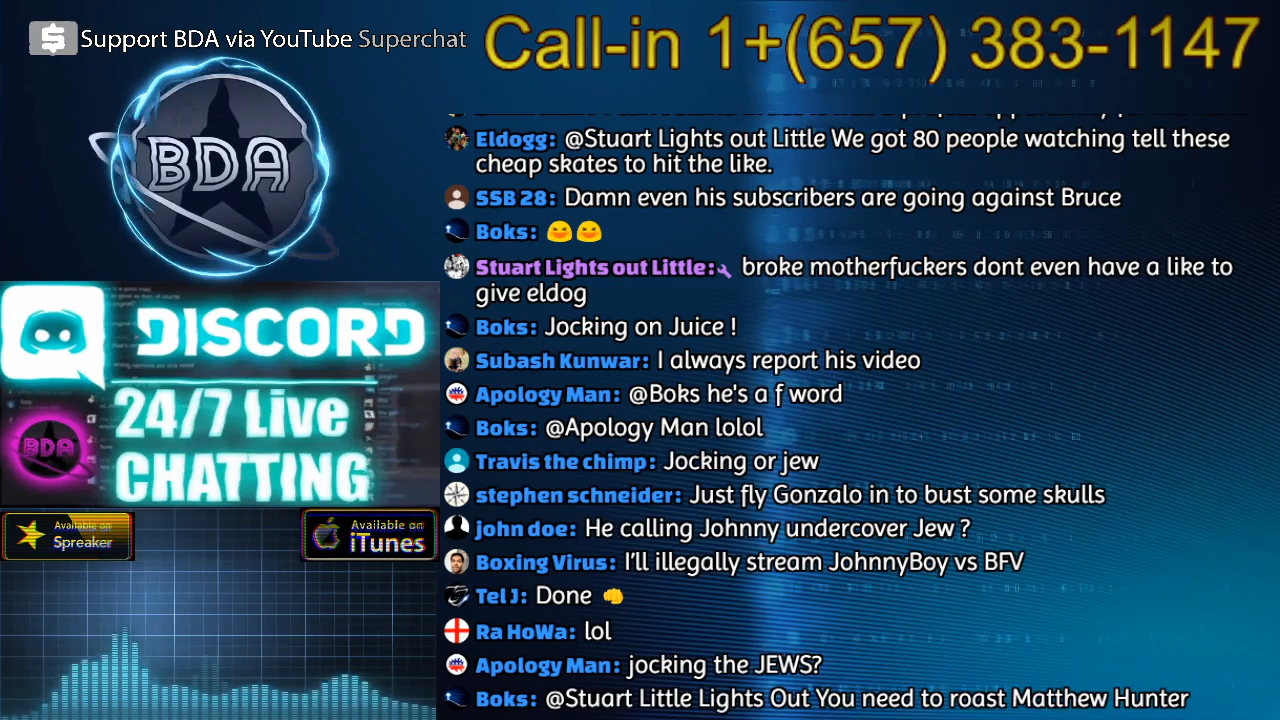 Support BDA via YouTube Superchat
Call-in 1+(657) 383-1147
BDA
Eldogg: @Stuart Lights out Little We got 80 people watching tell these
cheap skates to hit the like.
SSB 28: Damn even his subscribers are going against Bruce
Boks: 😆😆
Stuart Lights out Little: broke motherfuckers dont even have a like to
give eldog
Boks: Jocking on Juice !
Subash Kunwar: I always report his video
Apology Man: @Boks he's a f word
Boks: @Apology Man lolol
Travis the chimp: Jocking or jew
stephen schneider: Just fly Gonzalo in to bust some skulls
john doe: He calling Johnny undercover Jew ?
Boxing Virus: I'll illegally stream JohnnyBoy vs BFV
Tel J: Done 👊
Ra HoWa: lol
Apology Man: jocking the JEWS?
Boks: @Stuart Little Lights Out You need to roast Matthew Hunter
DISCORD
24/7 Live
CHATTING
BDA
Available on
Spreaker
Available on
iTunes